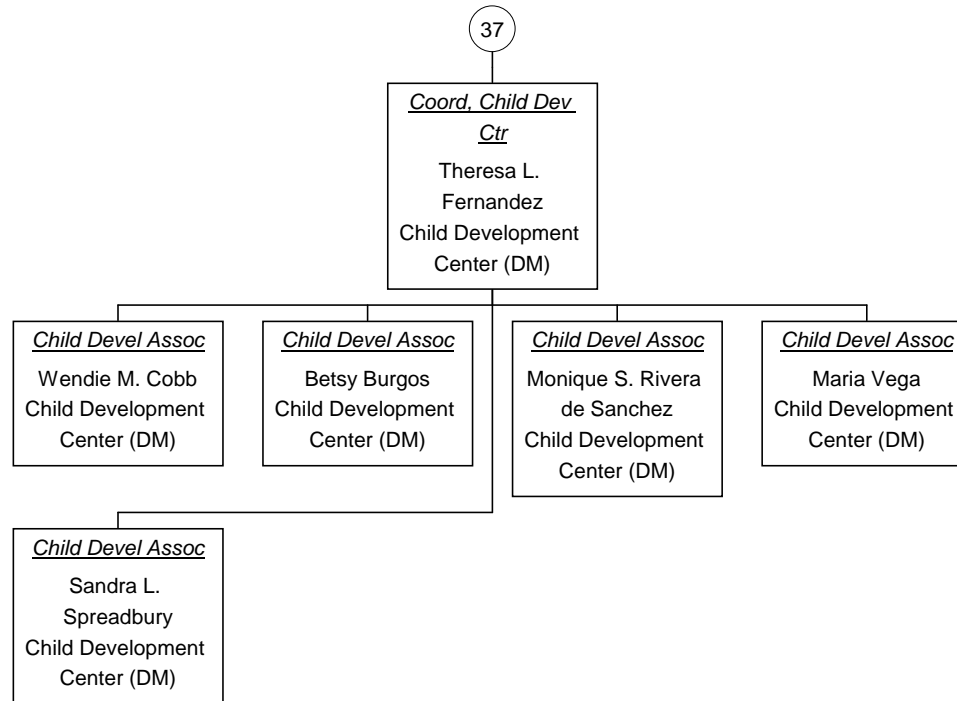 37
Coord, Child Dev
Ctr
Theresa L.
Fernandez
Child Development
Center (DM)
Child Devel Assoc
Wendie M. Cobb
Child Development
Center (DM)
Child Devel Assoc
Betsy Burgos
Child Development
Center (DM)
Child Devel Assoc
Monique S. Rivera
de Sanchez
Child Development
Center (DM)
Child Devel Assoc
Maria Vega
Child Development
Center (DM)
Child Devel Assoc
Sandra L.
Spreadbury
Child Development
Center (DM)